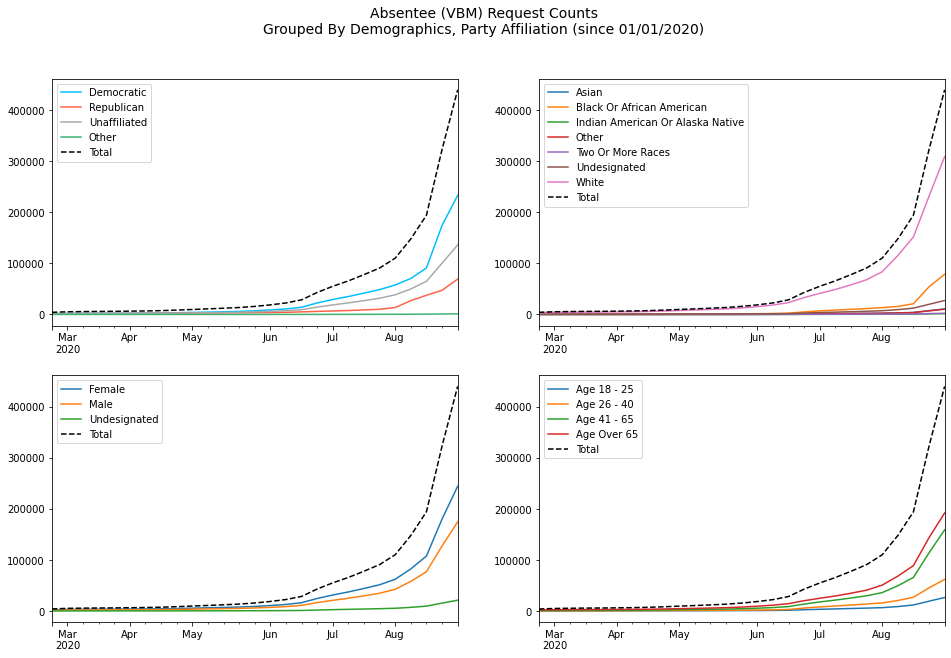 Absentee (VBM) Request Counts
Grouped By Demographics, Party Affiliation (since 01/01/2020)
Democratic
Republican
Unaffiliated
Other
Total
400000
300000
200000
100000
0
Mar
2020
Apr
May
Jun
Jul
Aug
Asian
Black Or African American
Indian American Or Alaska Native
Other
Two Or More Races
Undesignated
White
Total
400000
300000
200000
100000
0
Mar
2020
Apr
May
Jun
Jul
Aug
Female
Male
Undesignated
Total
400000
300000
200000
100000
0
Mar
2020
Apr
May
Jun
Jul
Aug
Age 18 - 25
Age 26 - 40
Age 41 - 65
Age Over 65
Total
400000
300000
200000
100000
0
Mar
2020
Apr
May
Jun
Jul
Aug